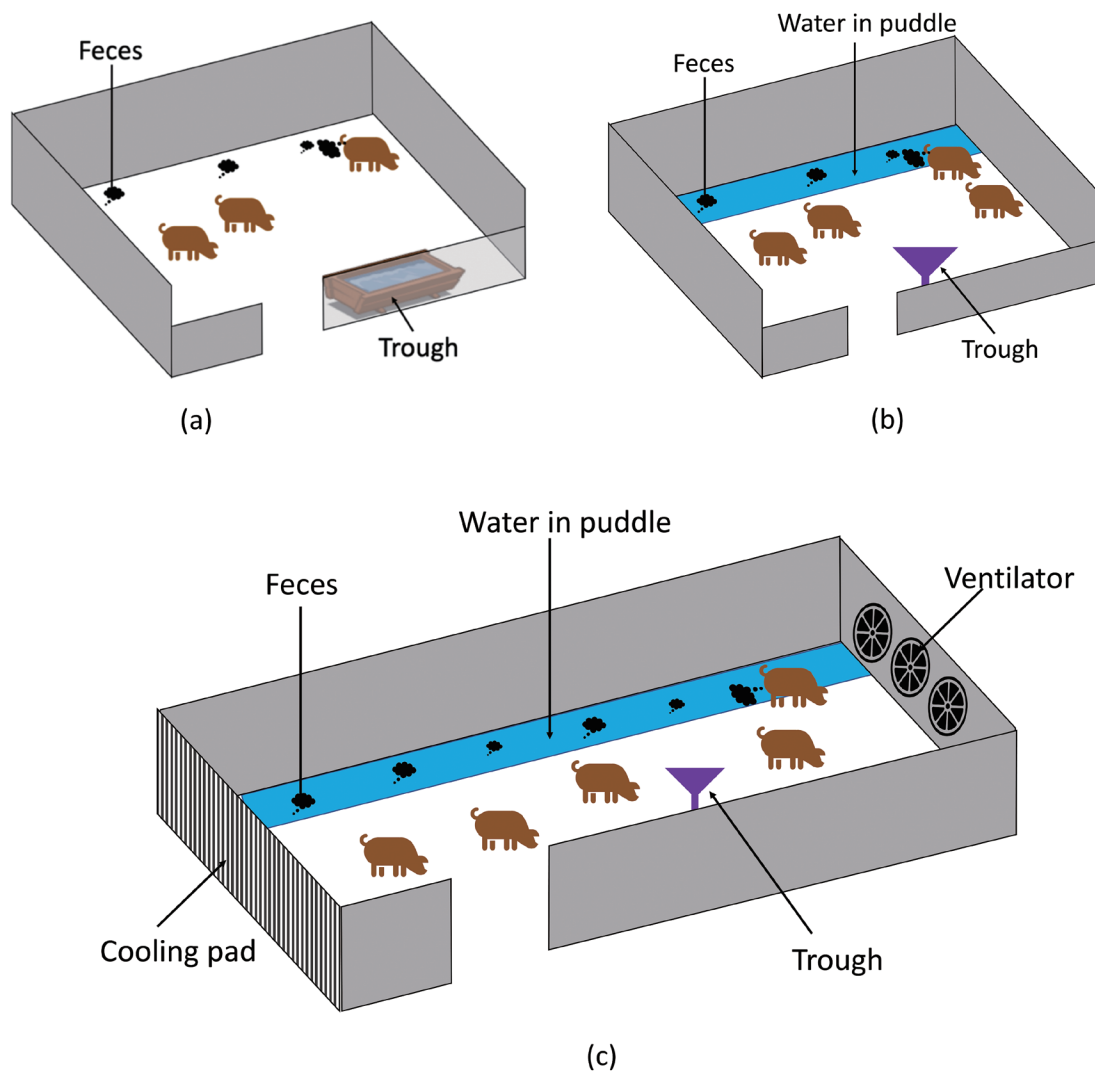 Feces
Trough
(a)
Water in puddle
Feces
Trough
(b)
Water in puddle
Feces
Ventilator
Cooling pad
Trough
(c)